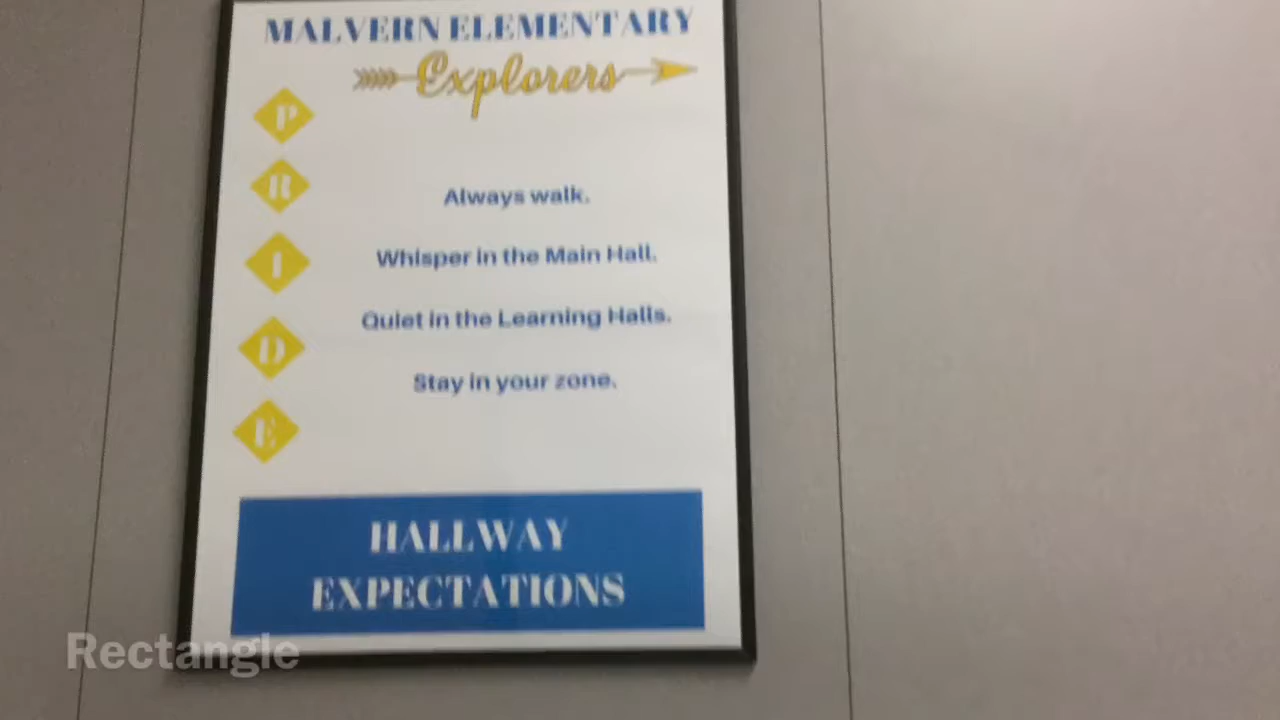 MALVERN ELEMENTARY
Explorers
P
R
I
D
E
Always walk.
Whisper in the Main Hall.
Quiet in the Learning Halls.
Stay in your zone.
HALLWAY
EXPECTATIONS
Rectangle